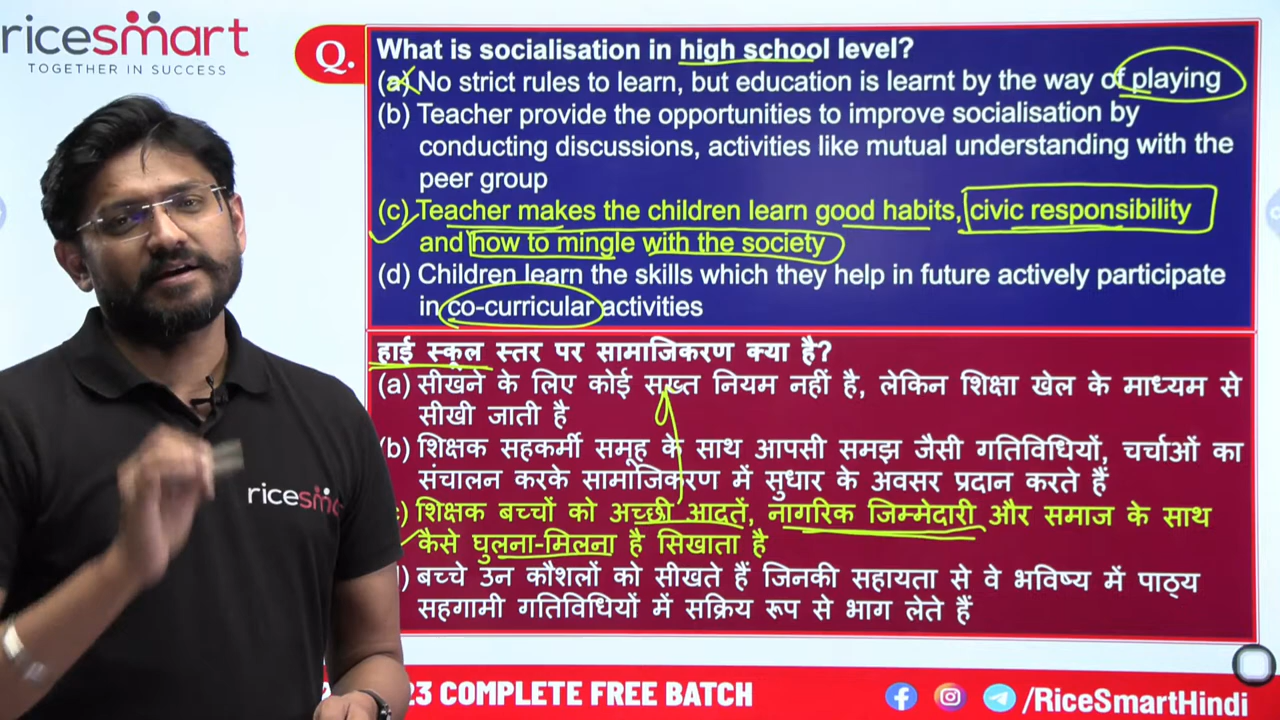 ricesmart
TOGETHER IN SUCCESS
Q.
What is socialisation in high school level?
(a) No strict rules to learn, but education is learnt by the way of playing
(b) Teacher provide the opportunities to improve socialisation by
conducting discussions, activities like mutual understanding with the
peer group
(c) Teacher makes the children learn good habits, civic responsibility
and how to mingle with the society
(d) Children learn the skills which they help in future actively participate
in co-curricular activities
हाई स्कूल स्तर पर सामाजिकरण क्या है?
(a) सीखने के लिए कोई सख़्त नियम नहीं है, लेकिन शिक्षा खेल के माध्यम से
सीखी जाती है
(b) शिक्षक सहकर्मी समूह के साथ आपसी समझ जैसी गतिविधियों, चर्चाओं का
संचालन करके सामाजिकरण में सुधार के अवसर प्रदान करते हैं
) शिक्षक बच्चों को अच्छी आदतें, नागरिक जिम्मेदारी और समाज के साथ
कैसे घुलना-मिलना है सिखाता है
) बच्चे उन कौशलों को सीखते हैं जिनकी सहायता से वे भविष्य में पाठ्य
सहगामी गतिविधियों में सक्रिय रूप से भाग लेते हैं
ricesmart
23 COMPLETE FREE BATCH
/RiceSmartHindi